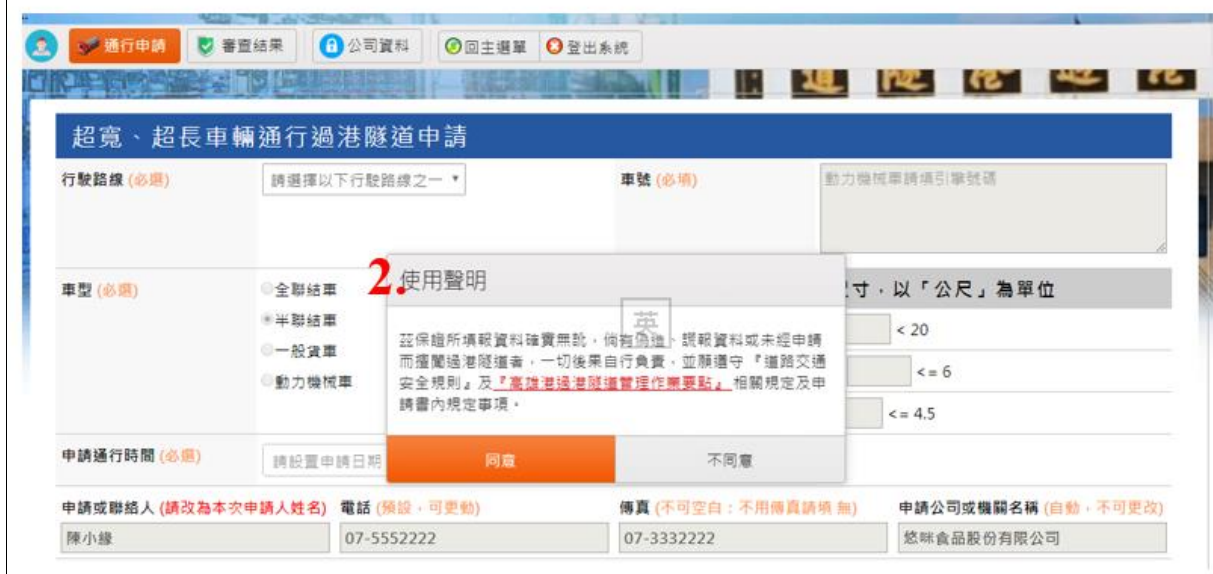 通行申請 審查結果 公司資料 回主選單 登出系統
道 隧 港 過 港
超寬、超長車輛通行過港隧道申請
行駛路線 (必選) 請選擇以下行駛路線之一 車號 (必填) 動力機械車請填引擎號碼
2. 使用聲明
車型 (必選) 全聯結車 尺寸，以「公尺」為單位
半聯結車 < 20
一般貨車 <= 6
動力機械車 <= 4.5
英
茲保證所填報資料確實無訛，倘有偽造、謊報資料或未經申請
而擅闖過港隧道者，一切後果自行負責，並願遵守『道路交通
安全規則』及『高雄港過港隧道管理作業要點』相關規定及申
請書內規定事項。
同意 不同意
申請通行時間 (必選) 請設置申請日期
申請或聯絡人 (請改為本次申請人姓名) 電話 (預設，可更動) 傳真 (不可空白：不用傳真請填 無) 申請公司或機關名稱 (自動，不可更改)
陳小緣 07-5552222 07-3332222 悠咪食品股份有限公司